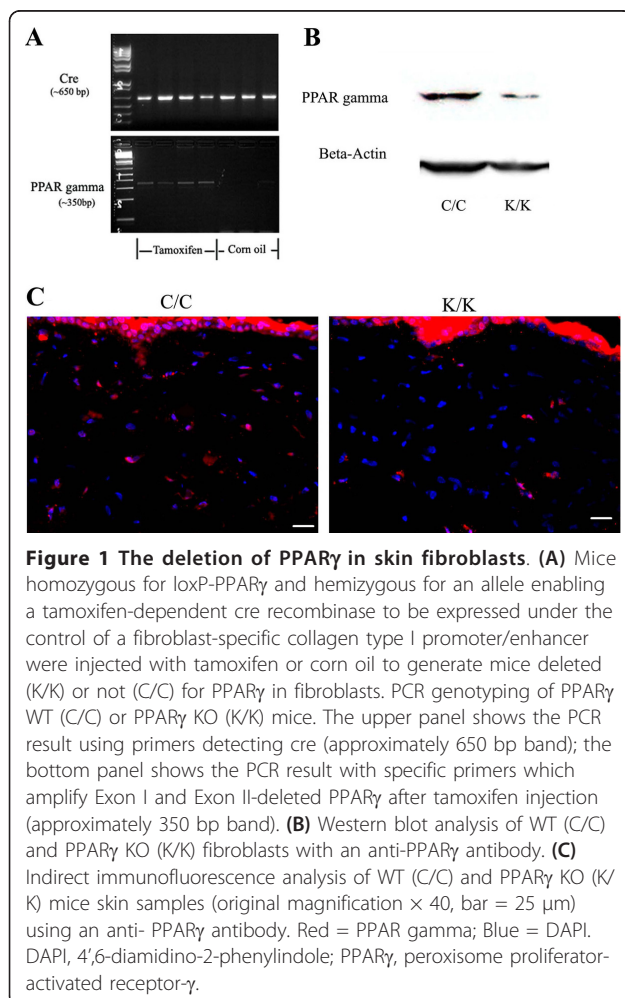 A
Cre
(~650 bp)
PPAR gamma
(~350bp)
Tamoxifen
Corn oil
B
PPAR gamma
Beta-Actin
C/C
K/K
C
C/C
K/K
Figure 1 The deletion of PPARγ in skin fibroblasts. (A) Mice
homozygous for loxP-PPARγ and hemizygous for an allele enabling
a tamoxifen-dependent cre recombinase to be expressed under the
control of a fibroblast-specific collagen type I promoter/enhancer
were injected with tamoxifen or corn oil to generate mice deleted
(K/K) or not (C/C) for PPARγ in fibroblasts. PCR genotyping of PPARγ
WT (C/C) or PPARγ KO (K/K) mice. The upper panel shows the PCR
result using primers detecting cre (approximately 650 bp band); the
bottom panel shows the PCR result with specific primers which
amplify Exon I and Exon II-deleted PPARγ after tamoxifen injection
(approximately 350 bp band). (B) Western blot analysis of WT (C/C)
and PPARγ KO (K/K) fibroblasts with an anti-PPARγ antibody. (C)
Indirect immunofluorescence analysis of WT (C/C) and PPARγ KO (K/
K) mice skin samples (original magnification × 40, bar = 25 μm)
using an anti- PPARγ antibody. Red = PPAR gamma; Blue = DAPI.
DAPI, 4',6-diamidino-2-phenylindole; PPARγ, peroxisome proliferator-
activated receptor-γ.